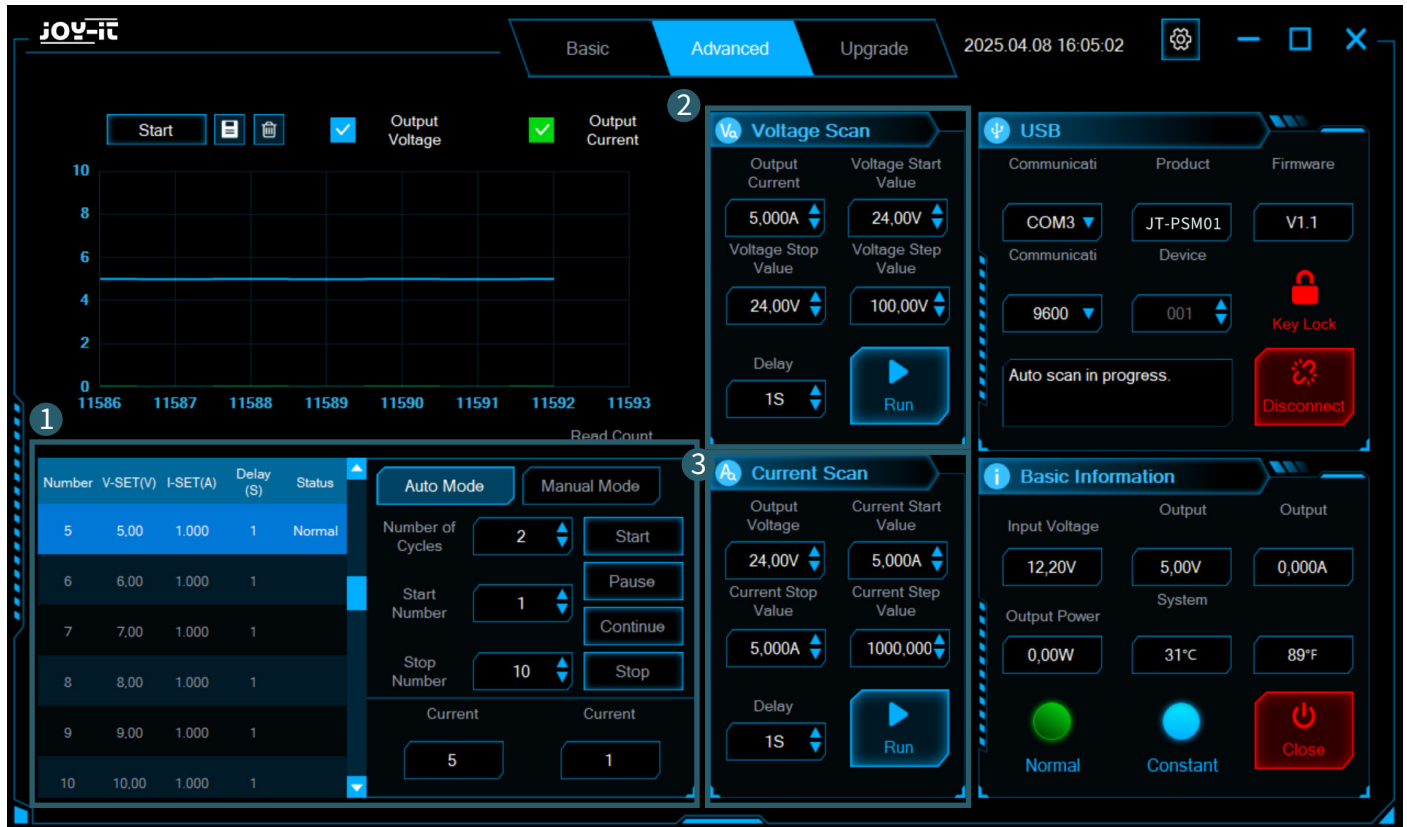 JOY-iT
Basic
Advanced
Upgrade
2025.04.08 16:05:02
Start
Output
Voltage
Output
Current
10
8
6
4
2
0
11586 11587 11588 11589 11590 11591 11592 11593
Read Count
1
Number V-SET(V) I-SET(A) Delay (S) Status
5 5,00 1.000 1 Normal
6 6,00 1.000 1
7 7,00 1.000 1
8 8,00 1.000 1
9 9,00 1.000 1
10 10,00 1.000 1
Auto Mode
Manual Mode
Number of
Cycles
2
Start
Start
Number
1
Pause
Continue
Stop
Number
10
Stop
Current
Current
5
1
2
Voltage Scan
Output
Current
Voltage Start
Value
5,000A
24,00V
Voltage Stop
Value
Voltage Step
Value
24,00V
100,00V
Delay
1S
Run
3
Current Scan
Output
Voltage
Current Start
Value
24,00V
5,000A
Current Stop
Value
Current Step
Value
5,000A
1000,000
Delay
1S
Run
USB
Communicati
Product
Firmware
COM3
JT-PSM01
V1.1
Communicati
Device
9600
001
Key Lock
Auto scan in progress.
Disconnect
Basic Information
Input Voltage
Output
Output
12,20V
5,00V
0,000A
Output Power
System
0,00W
31°C
89°F
Normal
Constant
Close